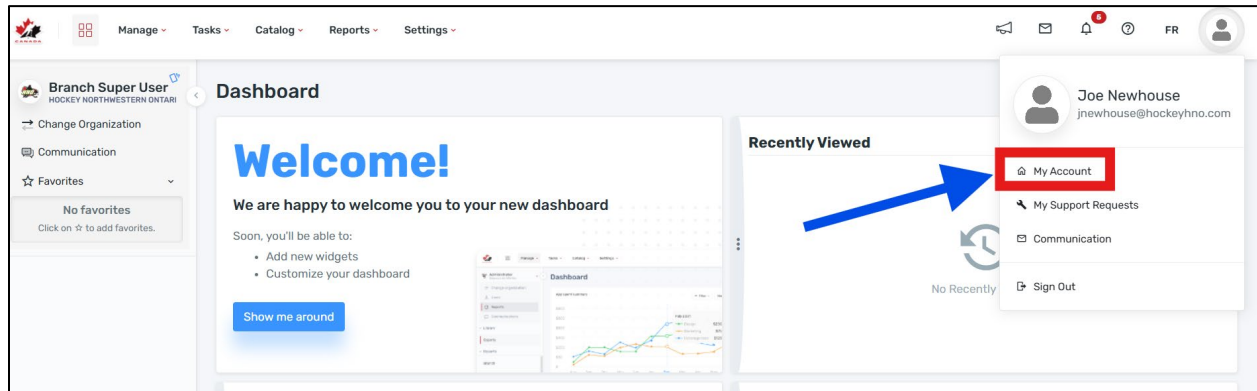 CANADA
Manage
Tasks
Catalog
Reports
Settings
5
FR
Branch Super User
HOCKEY NORTHWESTERN ONTARI
Change Organization
Communication
Favorites
No favorites
Click on ☆ to add favorites.
Dashboard
Welcome!
We are happy to welcome you to your new dashboard
Soon, you'll be able to:
• Add new widgets
• Customize your dashboard
Show me around
Dashboard
Recently Viewed
No Recently
Joe Newhouse
jnewhouse@hockeyhno.com
My Account
My Support Requests
Communication
Sign Out